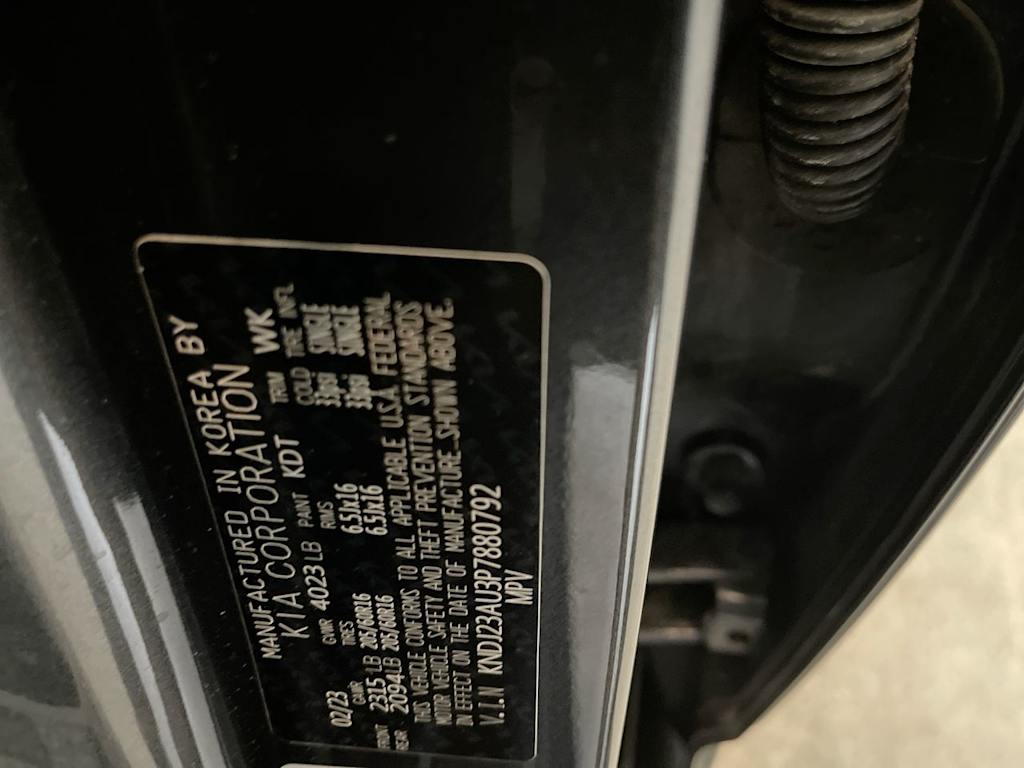 MANUFACTURED IN KOREA BY
KIA CORPORATION
02/23 GVWR 4023 LB PAINT KDT TRM WK
GAWR TIRES RIMS COLD TIRE INFL
FRONT 2315 LB 205/60R16 6.5Jx16 33psi SINGLE
REAR 2094 LB 205/60R16 6.5Jx16 33psi SINGLE
THIS VEHICLE CONFORMS TO ALL APPLICABLE U.S.A. FEDERAL
MOTOR VEHICLE SAFETY AND THEFT PREVENTION STANDARDS
IN EFFECT ON THE DATE OF MANUFACTURE SHOWN ABOVE.
V.I.N KNDJ23AU3P7880792
MPV